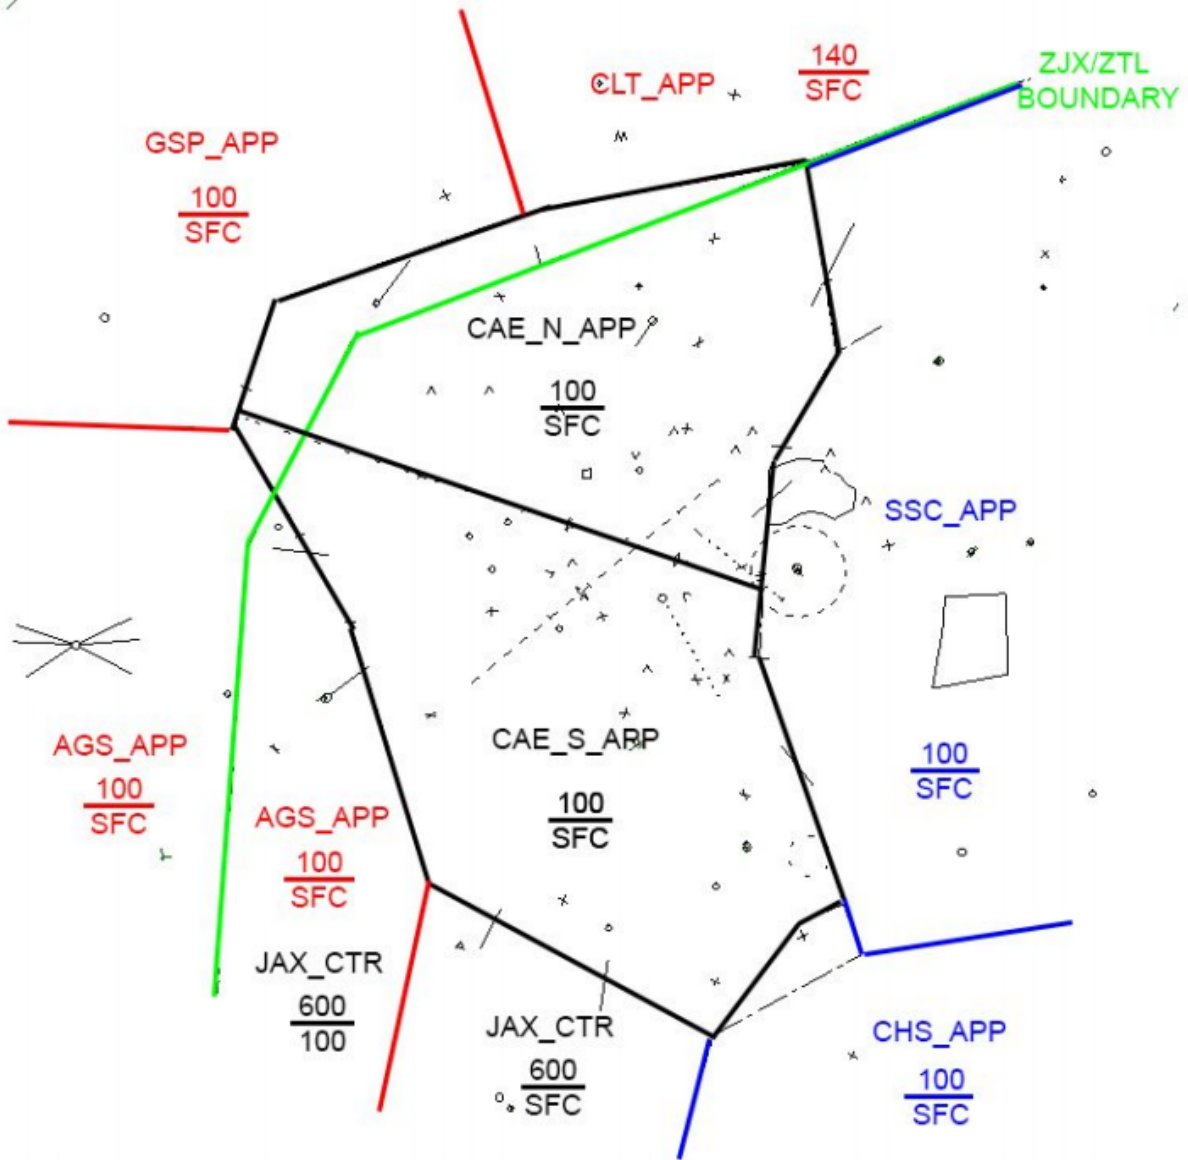 140
SFC
ZJX/ZTL
BOUNDARY
CLT_APP
GSP_APP
100
SFC
CAE_N_APP
100
SFC
SSC_APP
100
SFC
CAE_S_APP
100
SFC
AGS_APP
100
SFC
AGS_APP
100
SFC
JAX_CTR
600
100
JAX_CTR
600
SFC
CHS_APP
100
SFC